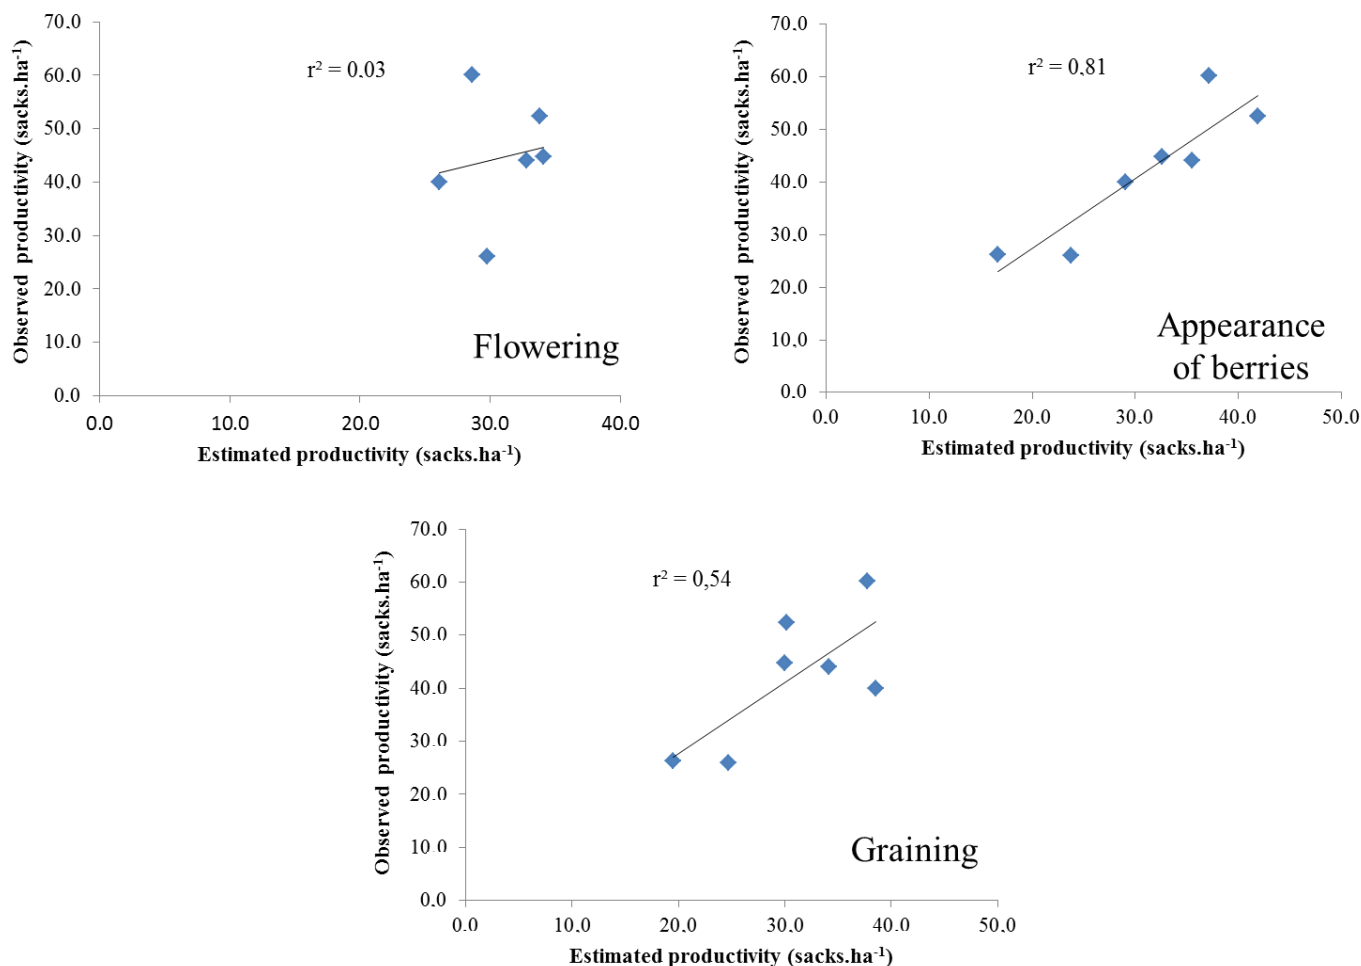 70.0
60.0
50.0
40.0
30.0
20.0
10.0
0.0
Observed productivity (sacks.ha-1)
r² = 0.03
Flowering
0.0 10.0 20.0 30.0 40.0
Estimated productivity (sacks.ha-1)
70.0
60.0
50.0
40.0
30.0
20.0
10.0
0.0
Observed productivity (sacks.ha-1)
r² = 0,81
Appearance
of berries
0.0 10.0 20.0 30.0 40.0 50.0
Estimated productivity (sacks.ha-1)
70.0
60.0
50.0
40.0
30.0
20.0
10.0
0.0
Observed productivity (sacks.ha-1)
r² = 0,54
Graining
0.0 10.0 20.0 30.0 40.0 50.0
Estimated productivity (sacks.ha-1)